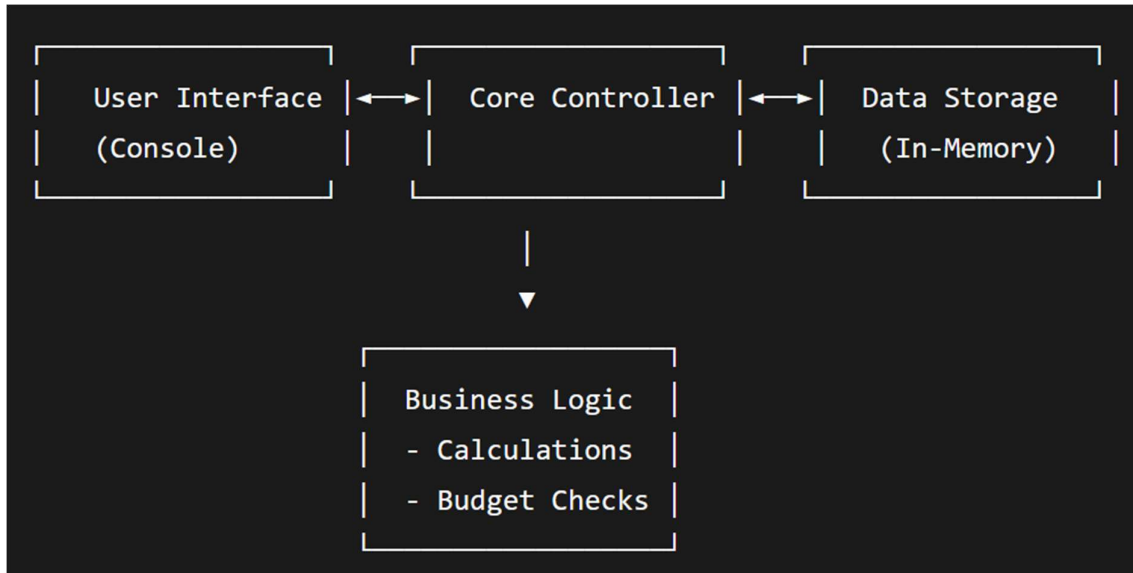 User Interface Core Controller Data Storage
(Console) (In-Memory)
Business Logic
- Calculations
- Budget Checks